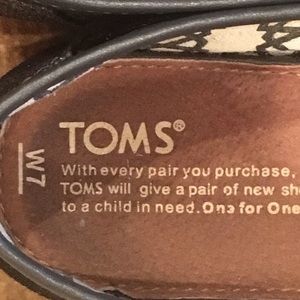 TOMS®
W7
With every pair you purchase,
TOMS will give a pair of new sho
to a child in need. One for One